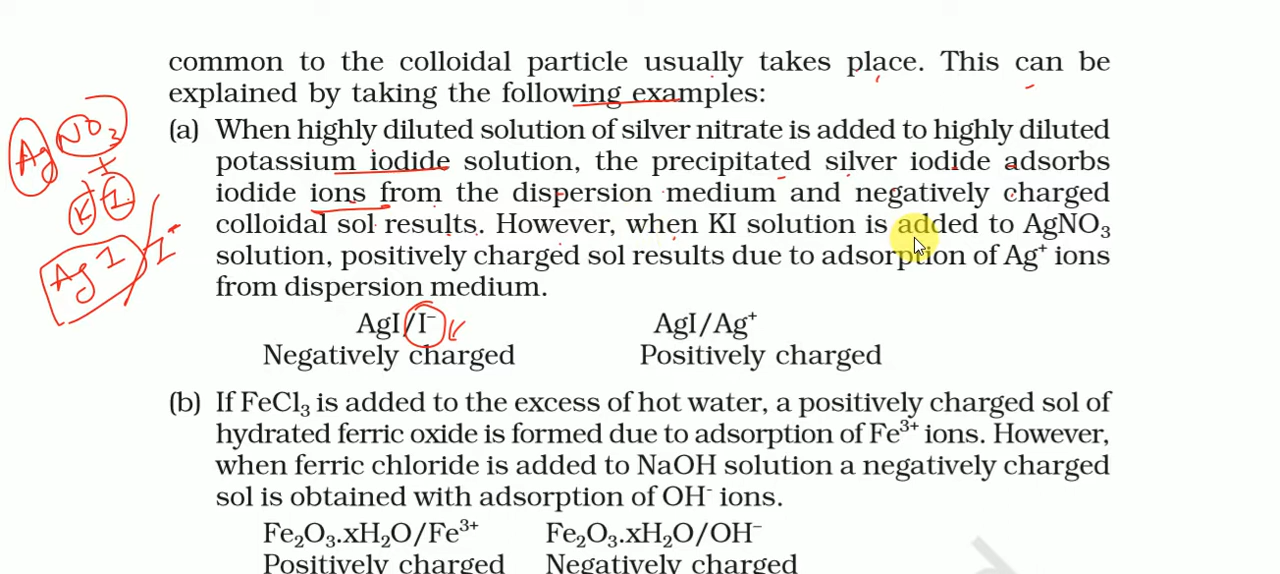 common to the colloidal particle usually takes place. This can be
explained by taking the following examples:
(a) When highly diluted solution of silver nitrate is added to highly diluted
potassium iodide solution, the precipitated silver iodide adsorbs
iodide ions from the dispersion medium and negatively charged
colloidal sol results. However, when KI solution is added to AgNO₃
solution, positively charged sol results due to adsorption of Ag⁺ ions
from dispersion medium.
AgI/I⁻ AgI/Ag⁺
Negatively charged Positively charged
(b) If FeCl₃ is added to the excess of hot water, a positively charged sol of
hydrated ferric oxide is formed due to adsorption of Fe³⁺ ions. However,
when ferric chloride is added to NaOH solution a negatively charged
sol is obtained with adsorption of OH⁻ ions.
Fe₂O₃.xH₂O/Fe³⁺ Fe₂O₃.xH₂O/OH⁻
Positively charged Negatively charged
Ag NO₃
+
K I
Ag I / I⁻